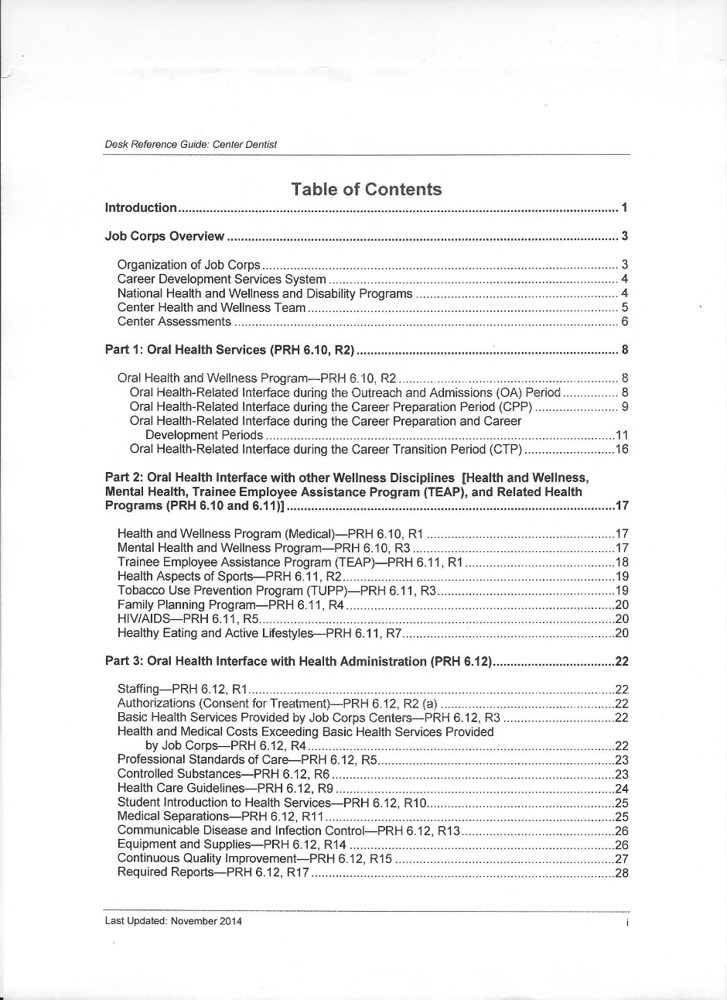 Desk Reference Guide: Center Dentist
Table of Contents
Introduction........................................ 1
Job Corps Overview........................................ 3
Organization of Job Corps........................................ 3
Career Development Services System........................................ 4
National Health and Wellness and Disability Programs........................................ 4
Center Health and Wellness Team........................................ 5
Center Assessments........................................ 6
Part 1: Oral Health Services (PRH 6.10, R2)........................................ 8
Oral Health and Wellness Program—PRH 6.10, R2........................................ 8
Oral Health-Related Interface during the Outreach and Admissions (OA) Period................ 8
Oral Health-Related Interface during the Career Preparation Period (CPP)........................ 9
Oral Health-Related Interface during the Career Preparation and Career
Development Periods........................................11
Oral Health-Related Interface during the Career Transition Period (CTP)..........................16
Part 2: Oral Health Interface with other Wellness Disciplines [Health and Wellness,
Mental Health, Trainee Employee Assistance Program (TEAP), and Related Health
Programs (PRH 6.10 and 6.11)]........................................17
Health and Wellness Program (Medical)—PRH 6.10, R1........................................17
Mental Health and Wellness Program—PRH 6.10, R3........................................17
Trainee Employee Assistance Program (TEAP)—PRH 6.11, R1........................................18
Health Aspects of Sports—PRH 6.11, R2........................................19
Tobacco Use Prevention Program (TUPP)—PRH 6.11, R3........................................19
Family Planning Program—PRH 6.11, R4........................................20
HIV/AIDS—PRH 6.11, R5........................................20
Healthy Eating and Active Lifestyles—PRH 6.11, R7........................................20
Part 3: Oral Health Interface with Health Administration (PRH 6.12)...................................22
Staffing—PRH 6.12, R1........................................22
Authorizations (Consent for Treatment)—PRH 6.12, R2 (a)........................................22
Basic Health Services Provided by Job Corps Centers—PRH 6.12, R3................................22
Health and Medical Costs Exceeding Basic Health Services Provided
by Job Corps—PRH 6.12, R4........................................22
Professional Standards of Care—PRH 6.12, R5........................................23
Controlled Substances—PRH 6.12, R6........................................23
Health Care Guidelines—PRH 6.12, R9........................................24
Student Introduction to Health Services—PRH 6.12, R10........................................25
Medical Separations—PRH 6.12, R11........................................25
Communicable Disease and Infection Control—PRH 6.12, R13........................................26
Equipment and Supplies—PRH 6.12, R14........................................26
Continuous Quality Improvement—PRH 6.12, R15........................................27
Required Reports—PRH 6.12, R17........................................28
Last Updated: November 2014
i